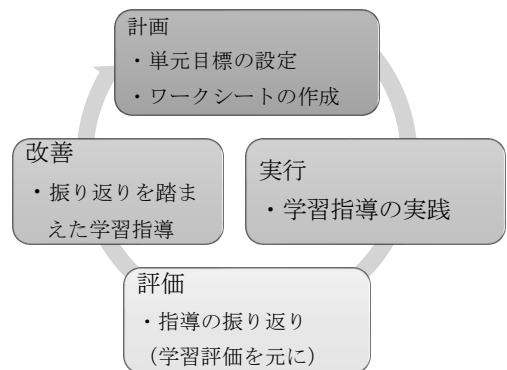 計画
・単元目標の設定
・ワークシートの作成
実行
・学習指導の実践
評価
・指導の振り返り
（学習評価を元に）
改善
・振り返りを踏ま
えた学習指導